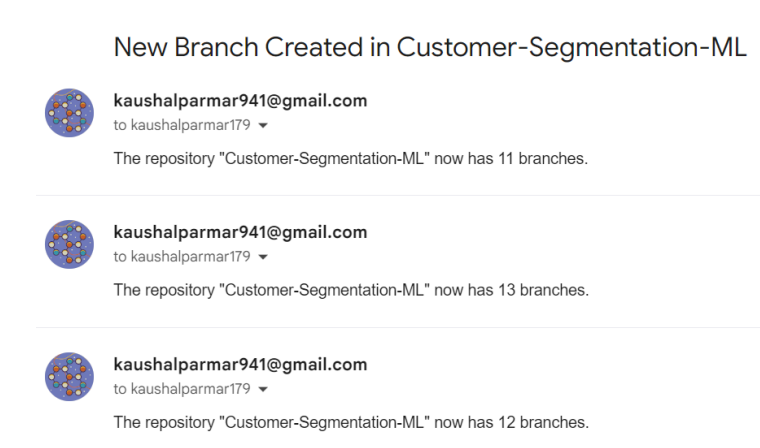 New Branch Created in Customer-Segmentation-ML
kaushalparmar941@gmail.com
to kaushalparmar179
The repository "Customer-Segmentation-ML" now has 11 branches.
kaushalparmar941@gmail.com
to kaushalparmar179
The repository "Customer-Segmentation-ML" now has 13 branches.
kaushalparmar941@gmail.com
to kaushalparmar179
The repository "Customer-Segmentation-ML" now has 12 branches.